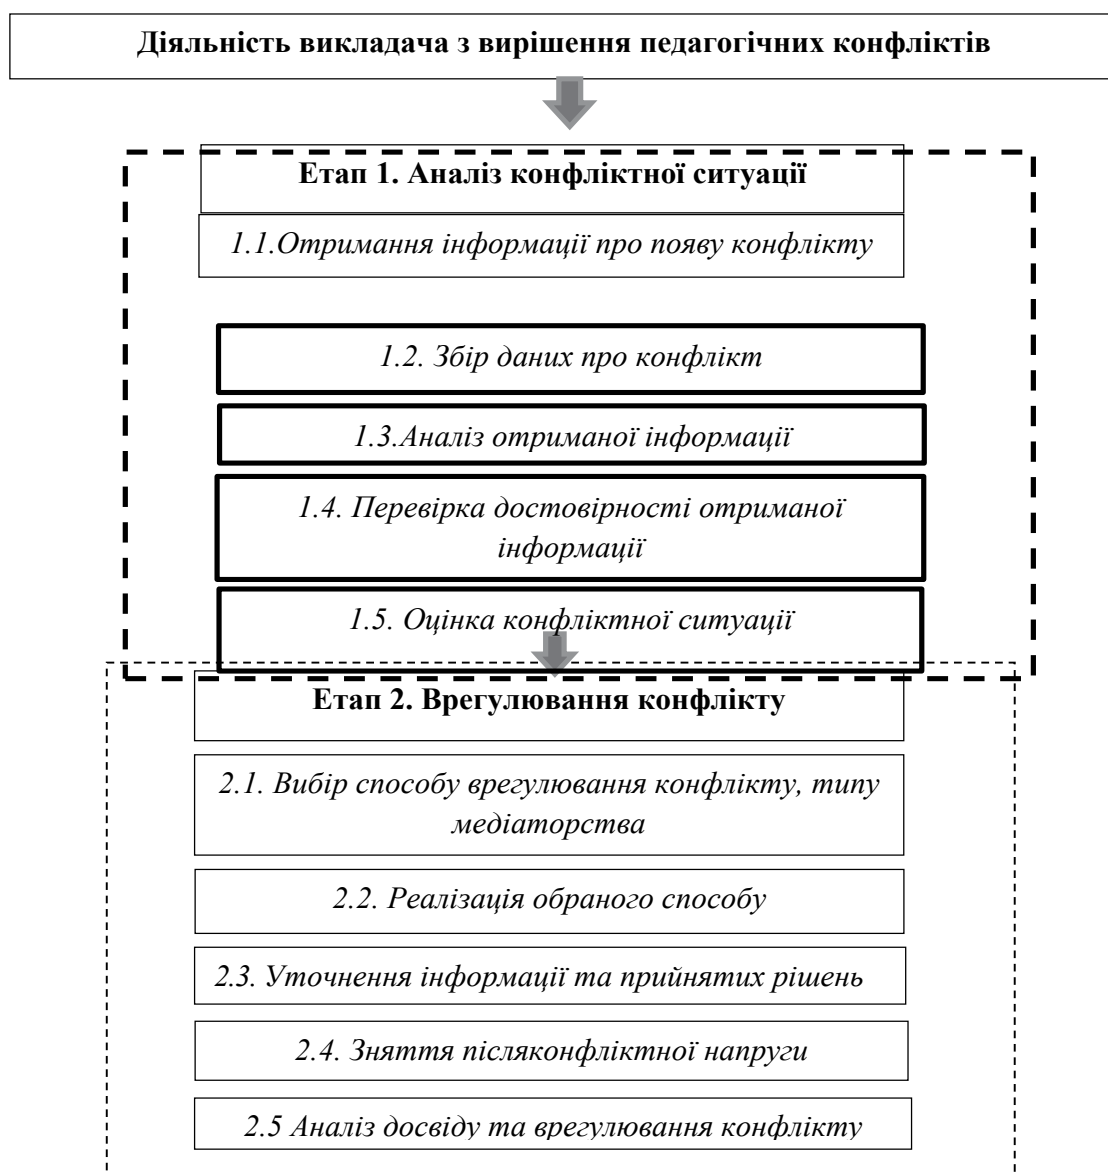 Діяльність викладача з вирішення педагогічних конфліктів
Етап 1. Аналіз конфліктної ситуації
1.1.Отримання інформації про появу конфлікту
1.2. Збір даних про конфлікт
1.3.Аналіз отриманої інформації
1.4. Перевірка достовірності отриманої
інформації
1.5. Оцінка конфліктної ситуації
Етап 2. Врегулювання конфлікту
2.1. Вибір способу врегулювання конфлікту, типу
медіаторства
2.2. Реалізація обраного способу
2.3. Уточнення інформації та прийнятих рішень
2.4. Зняття післяконфліктної напруги
2.5 Аналіз досвіду та врегулювання конфлікту